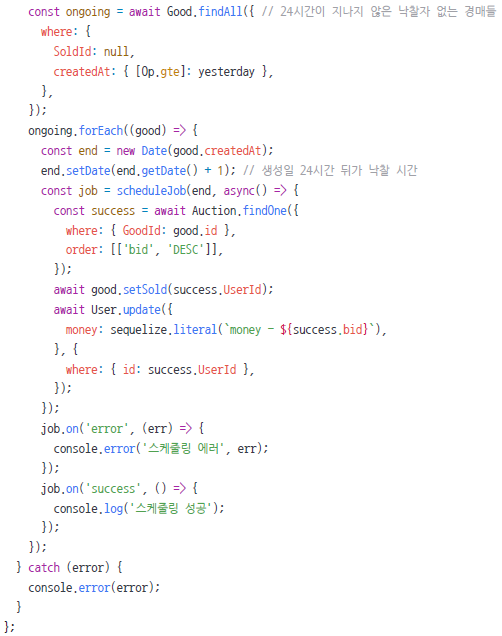 const ongoing = await Good.findAll({ // 24시간이 지나지 않은 낙찰자 없는 경매들
where: {
SoldId: null,
createdAt: { [Op.gte]: yesterday },
},
});
ongoing.forEach((good) => {
const end = new Date(good.createdAt);
end.setDate(end.getDate() + 1); // 생성일 24시간 뒤가 낙찰 시간
const job = scheduleJob(end, async() => {
const success = await Auction.findOne({
where: { GoodId: good.id },
order: [['bid', 'DESC']],
});
await good.setSold(success.UserId);
await User.update({
money: sequelize.literal(`money - ${success.bid}`),
}, {
where: { id: success.UserId },
});
});
job.on('error', (err) => {
console.error('스케줄링 에러', err);
});
job.on('success', () => {
console.log('스케줄링 성공');
});
});
} catch (error) {
console.error(error);
}
};